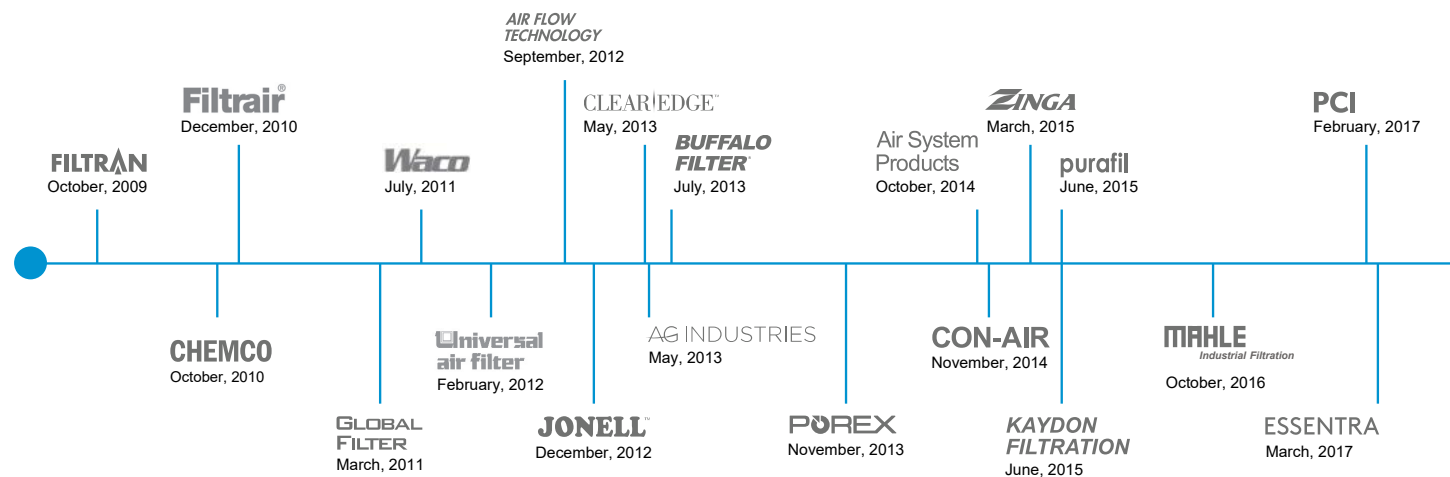 AIR FLOW
TECHNOLOGY
September, 2012
Filtrair®
December, 2010
CLEAR EDGE™
May, 2013
ZINGA
March, 2015
PCI
February, 2017
FILTRAN
October, 2009
Waco
July, 2011
BUFFALO
FILTER
July, 2013
Air System
Products
October, 2014
purafil
June, 2015
CHEMCO
October, 2010
Universal
air filter
February, 2012
AG INDUSTRIES
May, 2013
CON-AIR
November, 2014
MAHLE
Industrial Filtration
October, 2016
GLOBAL
FILTER
March, 2011
JONELL™
December, 2012
POREX
November, 2013
KAYDON
FILTRATION
June, 2015
ESSENTRA
March, 2017